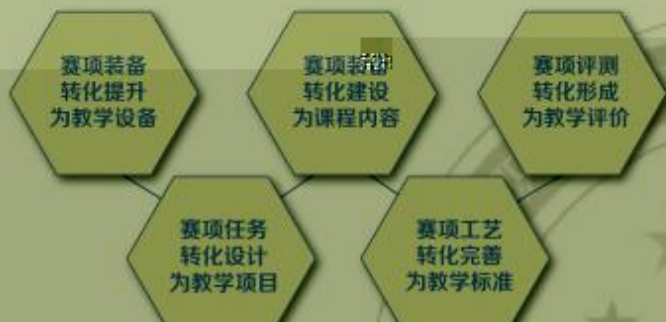 赛项装备
转化提升
为教学设备
赛项装
转化建设
为课程内容
赛项评测
转化形成
为教学评价
赛项任务
转化设计
为教学项目
赛项工艺
转化完善
为教学标准